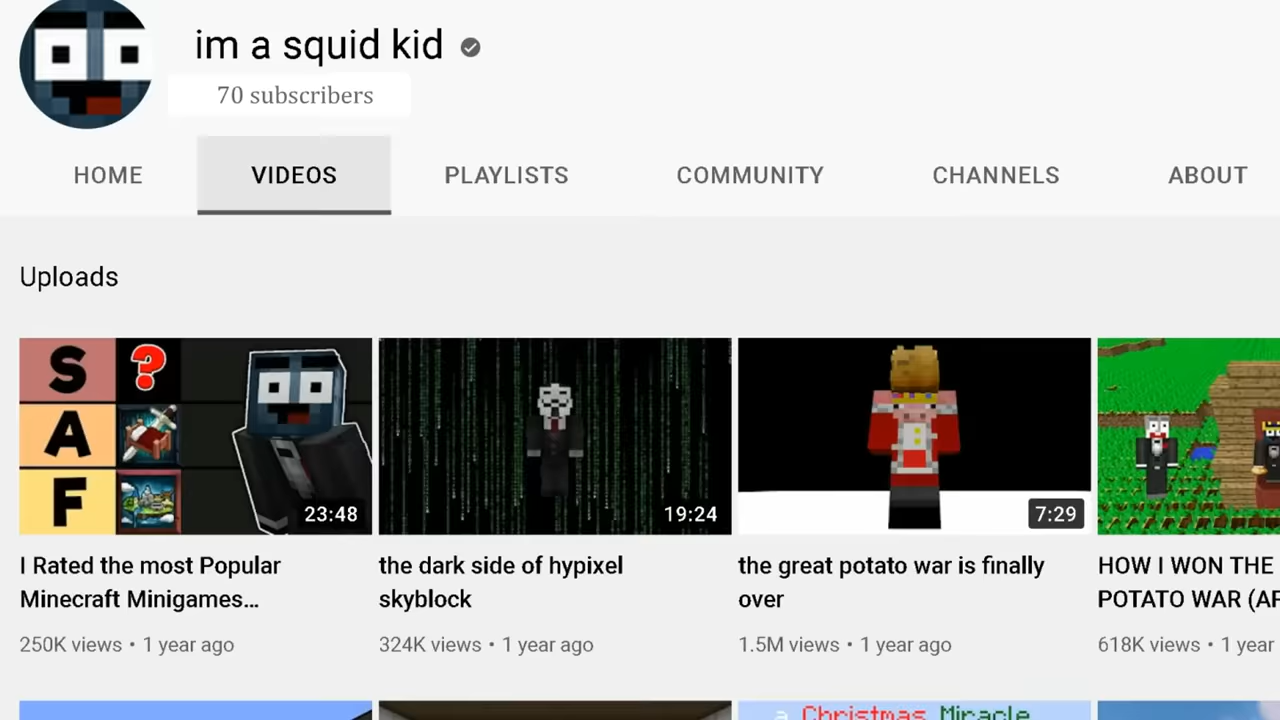 im a squid kid
70 subscribers
HOME VIDEOS PLAYLISTS COMMUNITY CHANNELS ABOUT
Uploads
S
A
F
23:48
19:24
7:29
I Rated the most Popular
Minecraft Minigames...
250K views • 1 year ago
the dark side of hypixel
skyblock
324K views • 1 year ago
the great potato war is finally
over
1.5M views • 1 year ago
HOW I WON THE
POTATO WAR (AF
618K views • 1 year
a Christmas Miracle